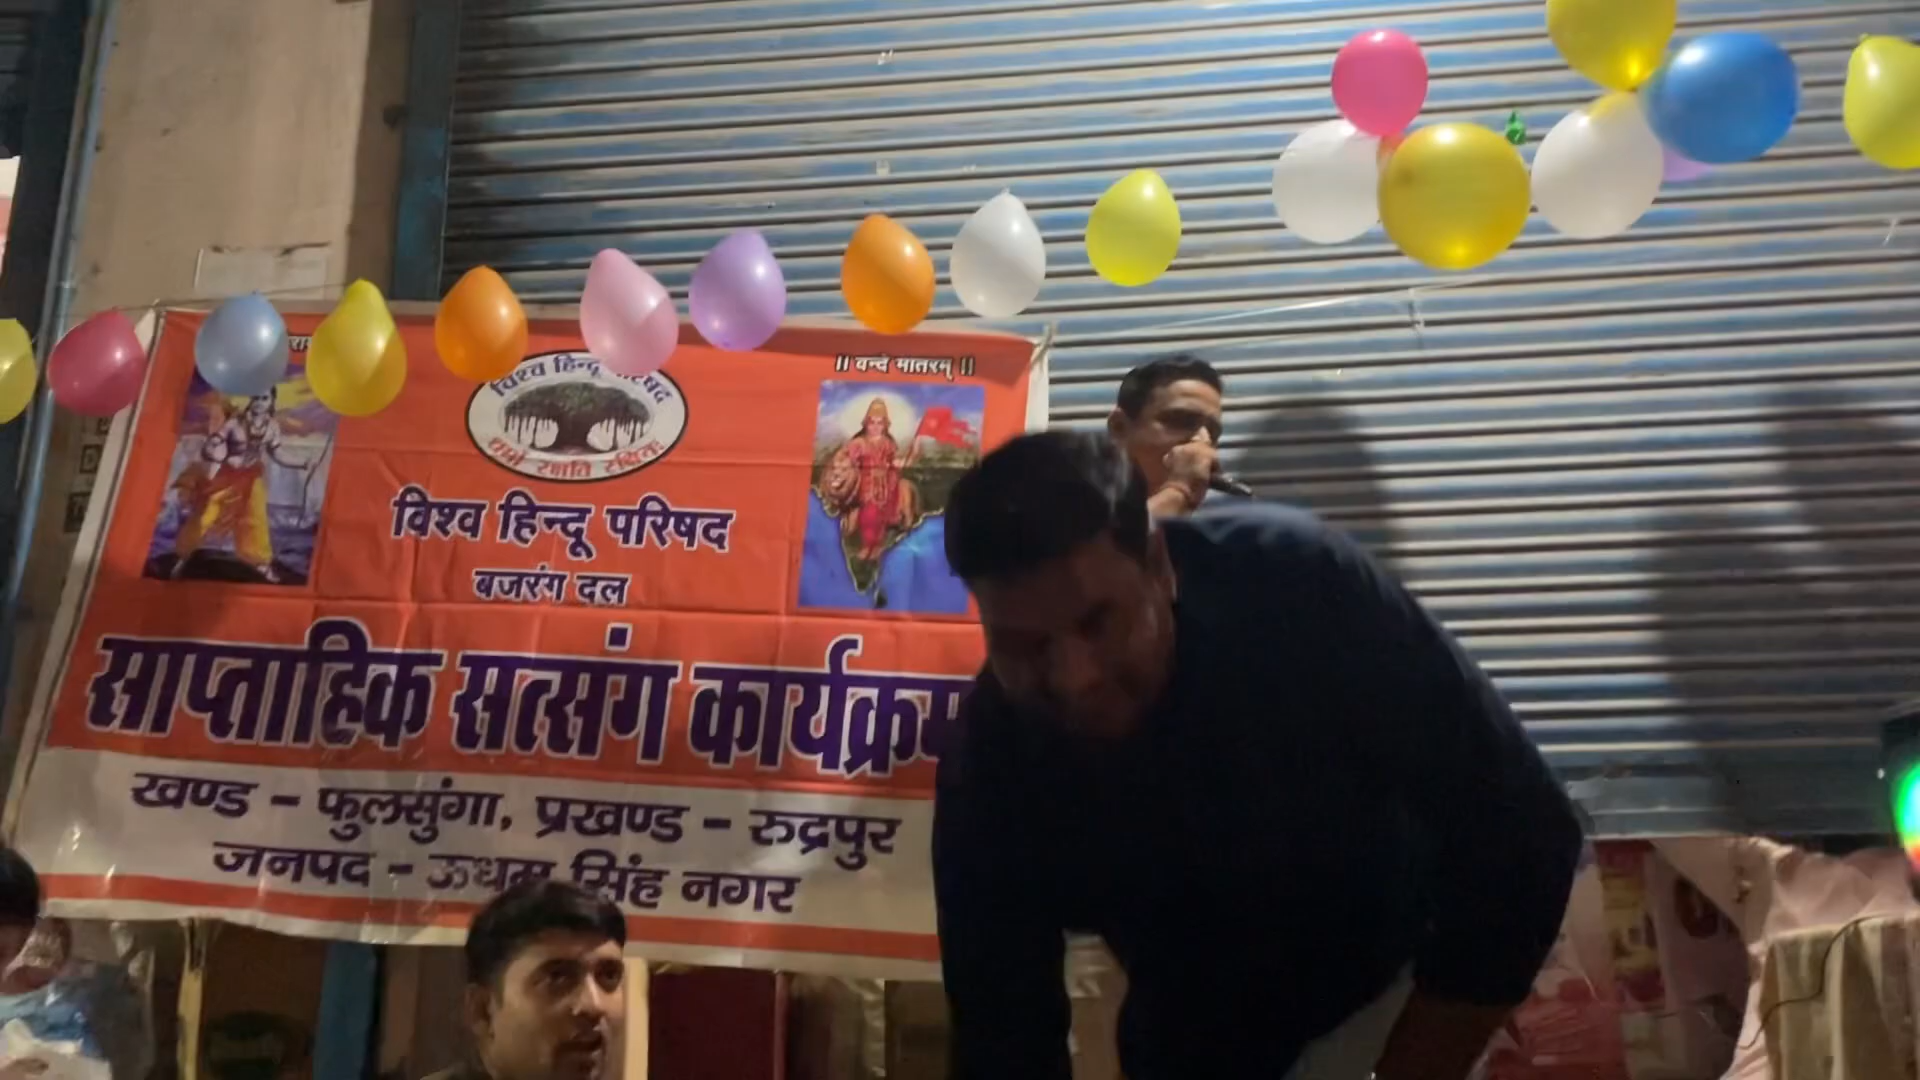 || वन्दे मातरम् ||
विश्व हिन्दू परिषद
धर्मो रक्षति रक्षितः
विश्व हिन्दू परिषद
बजरंग दल
साप्ताहिक सत्संग कार्यक्रम
खण्ड - फुलसुंगा, प्रखण्ड - रुद्रपुर
जनपद - ऊधम सिंह नगर